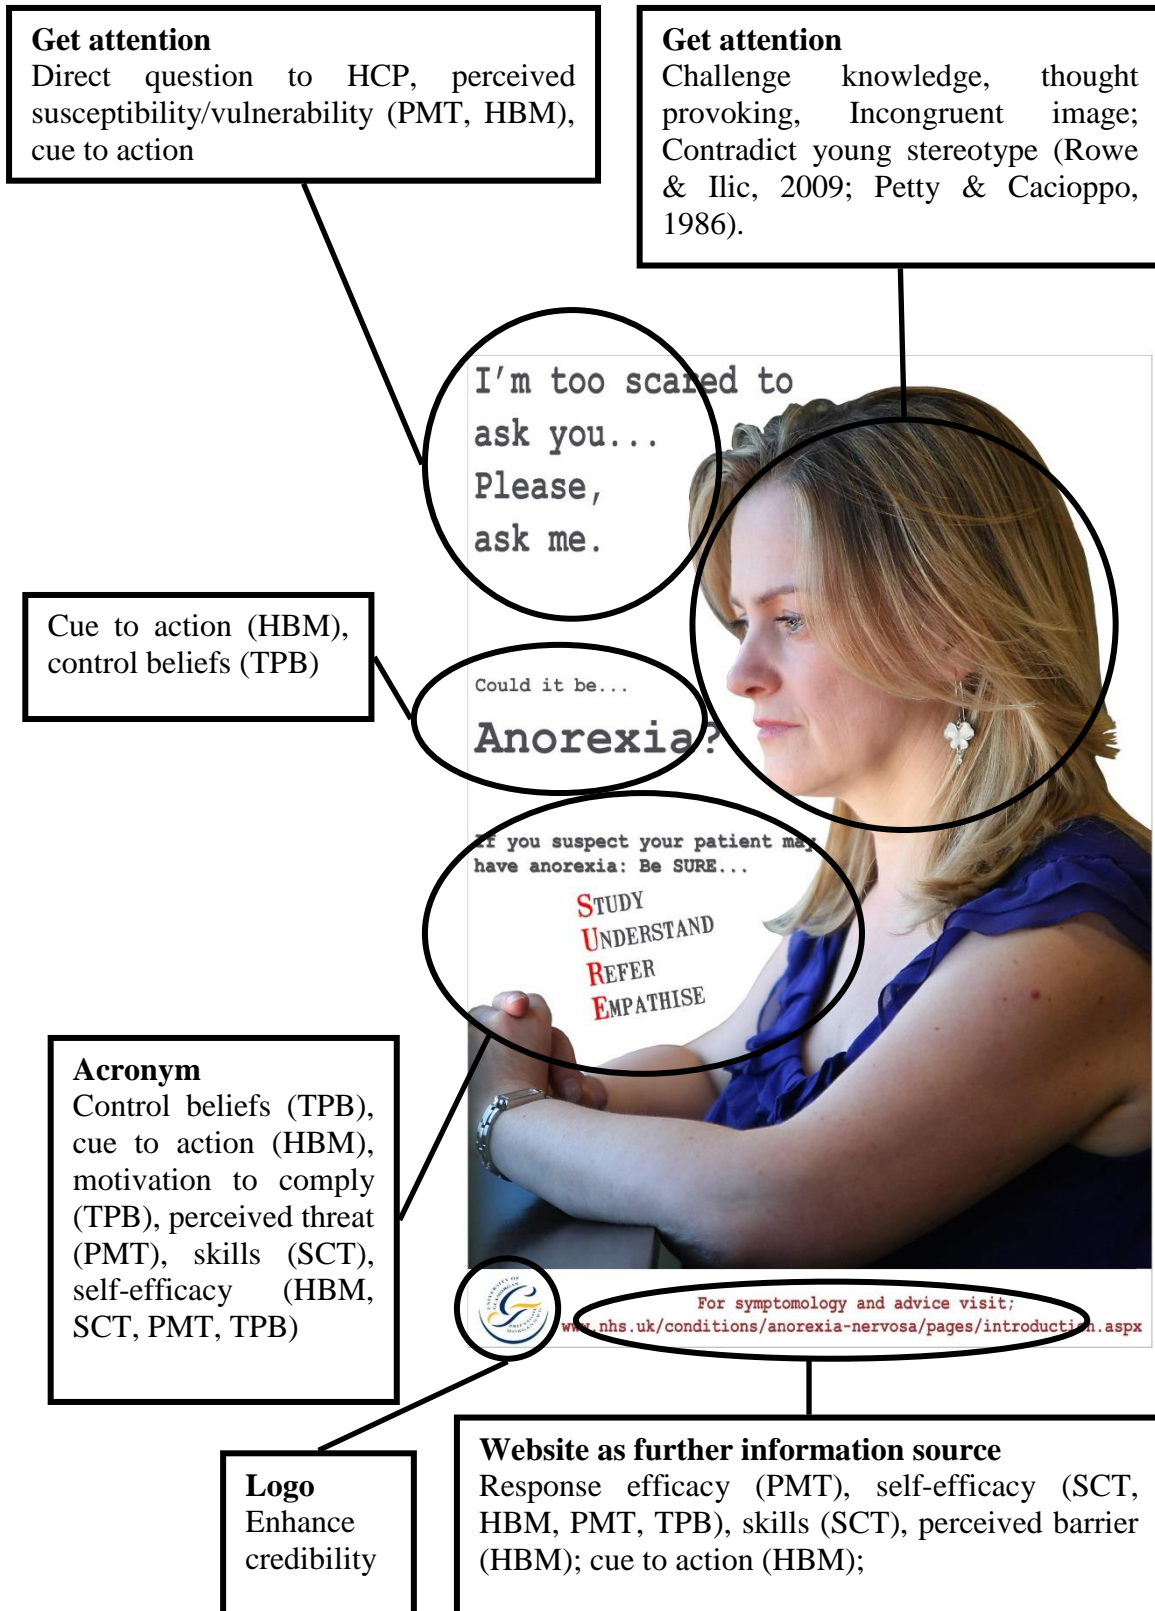 Get attention
Direct question to HCP, perceived
susceptibility/vulnerability (PMT, HBM),
cue to action
Get attention
Challenge knowledge, thought
provoking, Incongruent image;
Contradict young stereotype (Rowe
& Ilic, 2009; Petty & Cacioppo,
1986).
I'm too scared to
ask you...
Please,
ask me.
Cue to action (HBM),
control beliefs (TPB)
Could it be...
Anorexia?
If you suspect your patient may
have anorexia: Be SURE...
STUDY
UNDERSTAND
REFER
EMPATHISE
Acronym
Control beliefs (TPB),
cue to action (HBM),
motivation to comply
(TPB), perceived threat
(PMT), skills (SCT),
self-efficacy (HBM,
SCT, PMT, TPB)
UNIVERSITY OF
GLAMORGAN
For symptomology and advice visit;
www.nhs.uk/conditions/anorexia-nervosa/pages/introduction.aspx
Logo
Enhance
credibility
Website as further information source
Response efficacy (PMT), self-efficacy (SCT,
HBM, PMT, TPB), skills (SCT), perceived barrier
(HBM); cue to action (HBM);